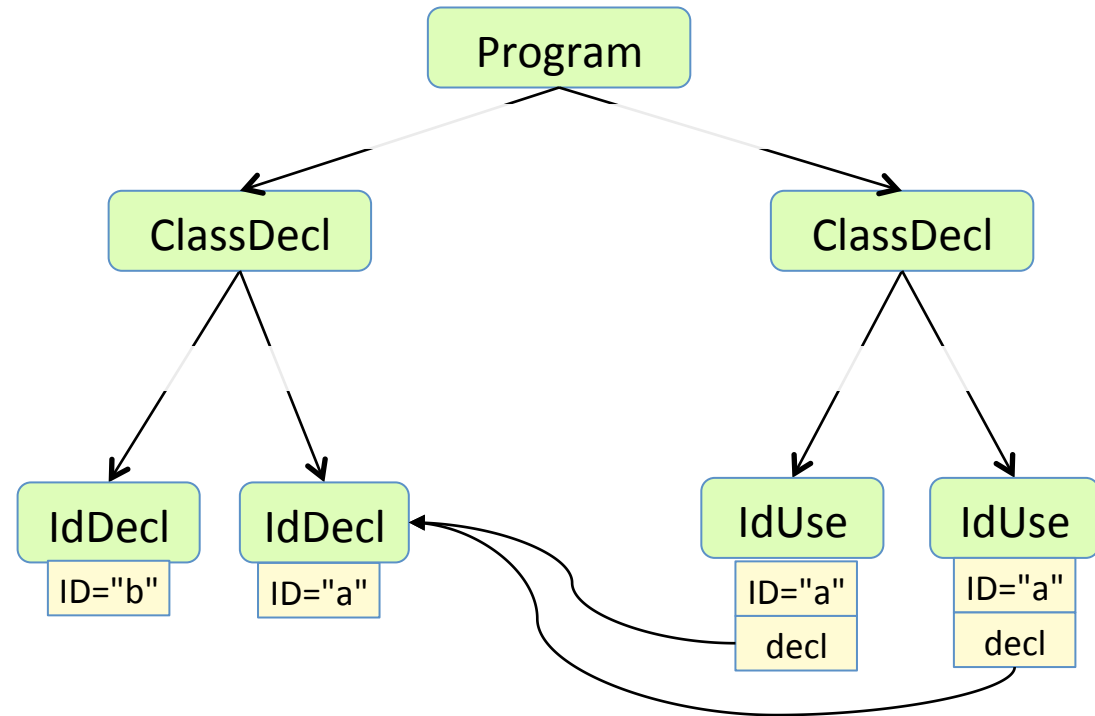 Program
ClassDecl
ClassDecl
IdDecl
IdDecl
IdUse
IdUse
ID="b"
ID="a"
ID="a"
ID="a"
decl
decl